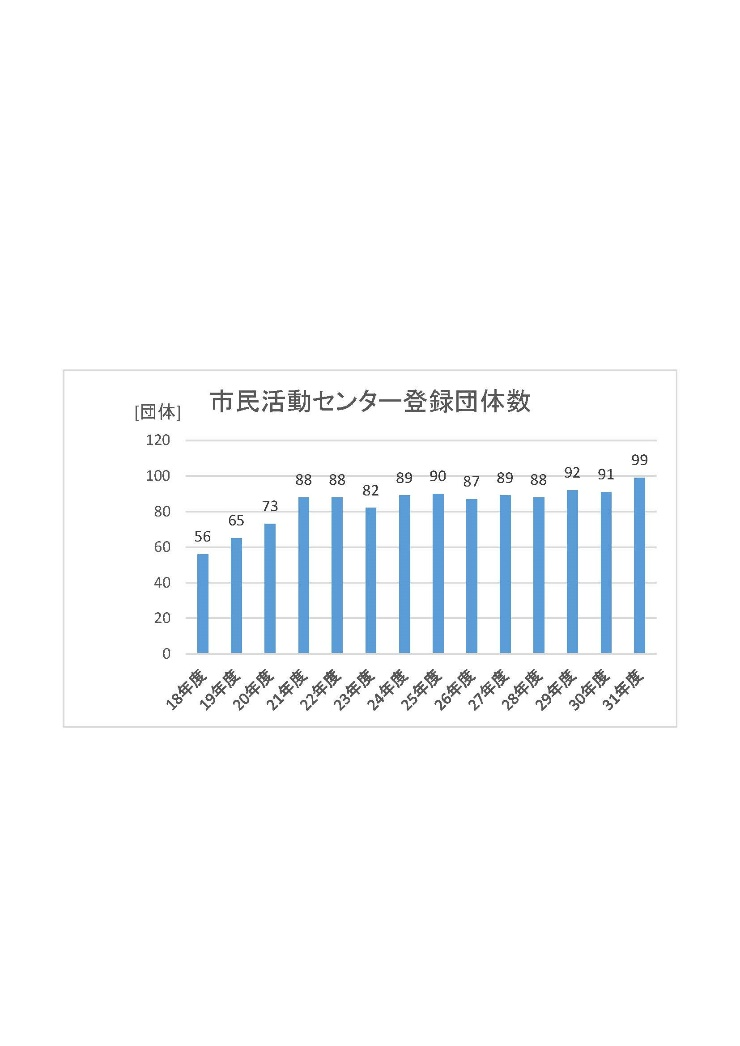 市民活動センター登録団体数
[団体]
120
100
80
60
40
20
0
56
65
73
88
88
82
89
90
87
89
88
92
91
99
18年度
19年度
20年度
21年度
22年度
23年度
24年度
25年度
26年度
27年度
28年度
29年度
30年度
31年度